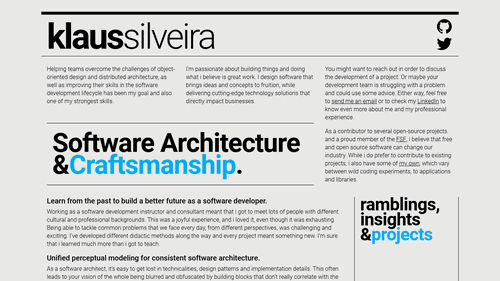 klaussilveira
Helping teams overcome the challenges of object-
oriented design and distributed architecture, as
well as improving their skills in the software
development lifecycle has been my goal and also
one of my strongest skills.
I'm passionate about building things and doing
what i believe is great work. I design software that
brings ideas and concepts to fruition, while
delivering cutting-edge technology solutions that
directly impact businesses.
You might want to reach out in order to discuss
the development of a project. Or maybe your
development team is struggling with a problem
and could use some advice. Either way, feel free
to send me an email or to check my LinkedIn to
know even more about me and my professional
experience.
As a contributor to several open-source projects
and a proud member of the FSF, i believe that free
and open source software can change our
industry. While i do prefer to contribute to existing
projects, i also have some of my own, which vary
between wild coding experiments, to applications
and libraries.
Software Architecture
&Craftsmanship.
Learn from the past to build a better future as a software developer.
Working as a software development instructor and consultant meant that i got to meet lots of people with different
cultural and professional backgrounds. This was a joyful experience, and i loved it, even though it was exhausting.
Being able to tackle common problems that we face every day, from different perspectives, was challenging and
exciting. I've developed different didactic methods along the way and every project meant something new. I'm sure
that i learned much more than i got to teach.
Unified perceptual modeling for consistent software architecture.
As a software architect, it's easy to get lost in technicalities, design patterns and implementation details. This often
leads to your vision of the whole being blurred and obfuscated by building blocks that don't really correlate with the
ramblings,
insights
&projects